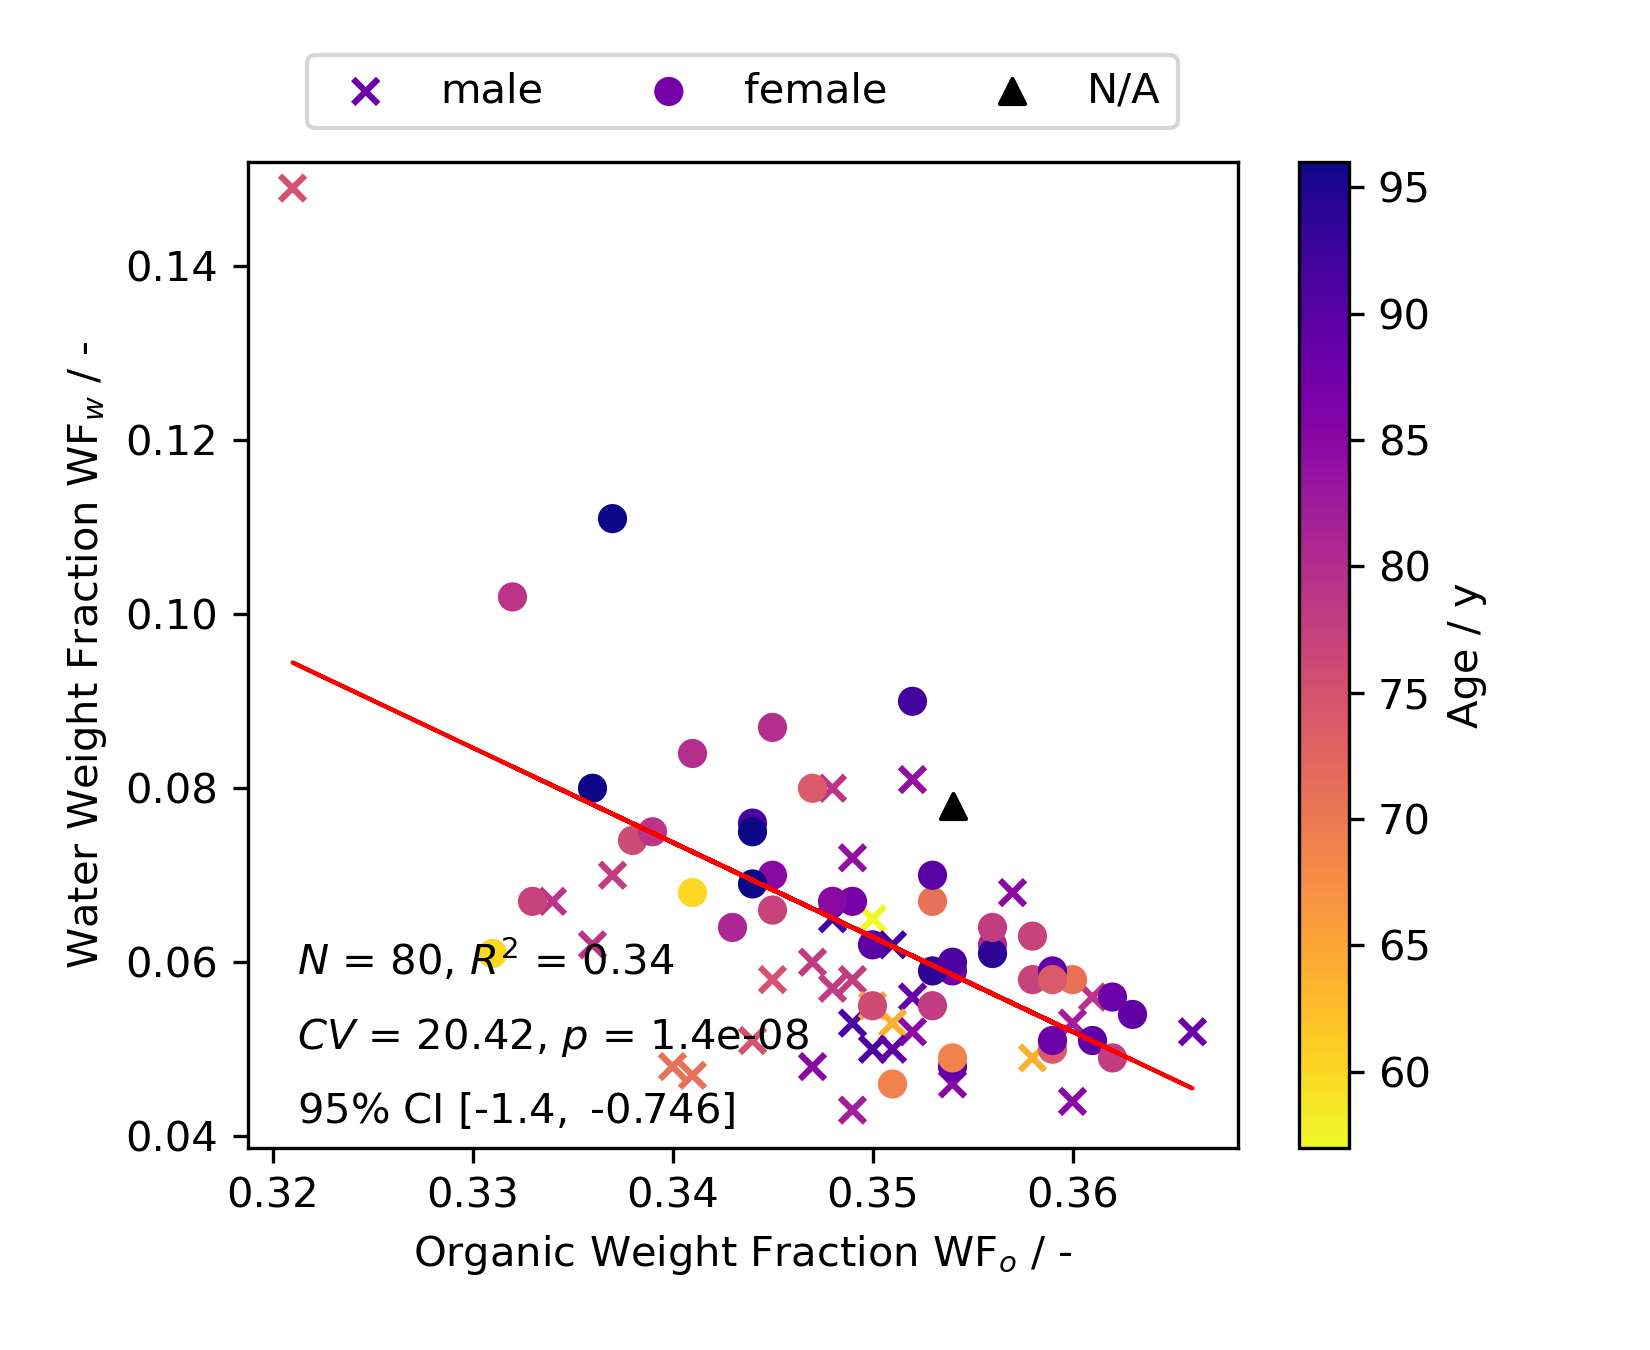 male female N/A
0.14
0.12
0.10
0.08
0.06
0.04
Water Weight Fraction WF_w / -
N = 80, R² = 0.34
CV = 20.42, p = 1.4e-08
95% CI [-1.4, -0.746]
0.32 0.33 0.34 0.35 0.36
Organic Weight Fraction WF_o / -
95
90
85
80
75
70
65
60
Age / y